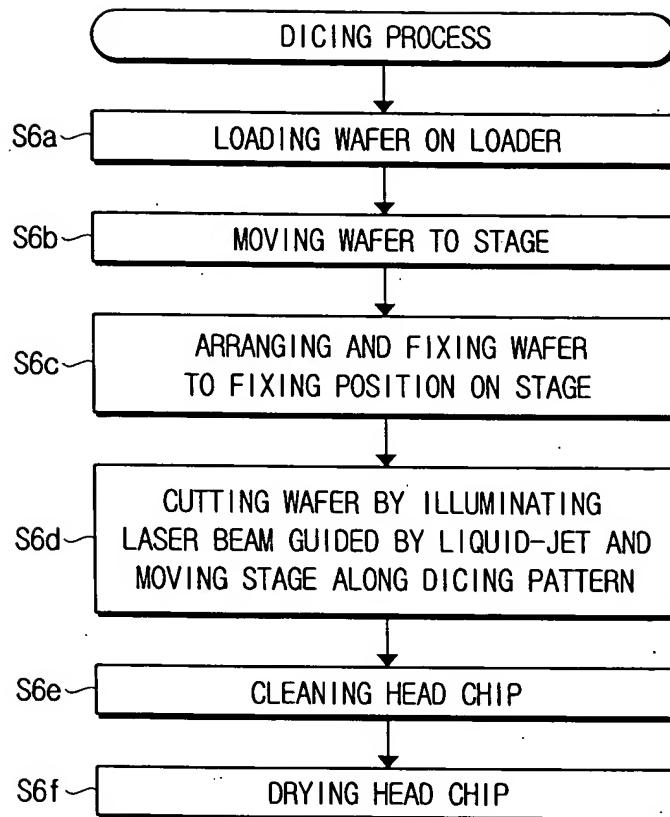 DICING PROCESS
S6a LOADING WAFER ON LOADER
S6b MOVING WAFER TO STAGE
S6c ARRANGING AND FIXING WAFER
TO FIXING POSITION ON STAGE
S6d CUTTING WAFER BY ILLUMINATING
LASER BEAM GUIDED BY LIQUID-JET AND
MOVING STAGE ALONG DICING PATTERN
S6e CLEANING HEAD CHIP
S6f DRYING HEAD CHIP